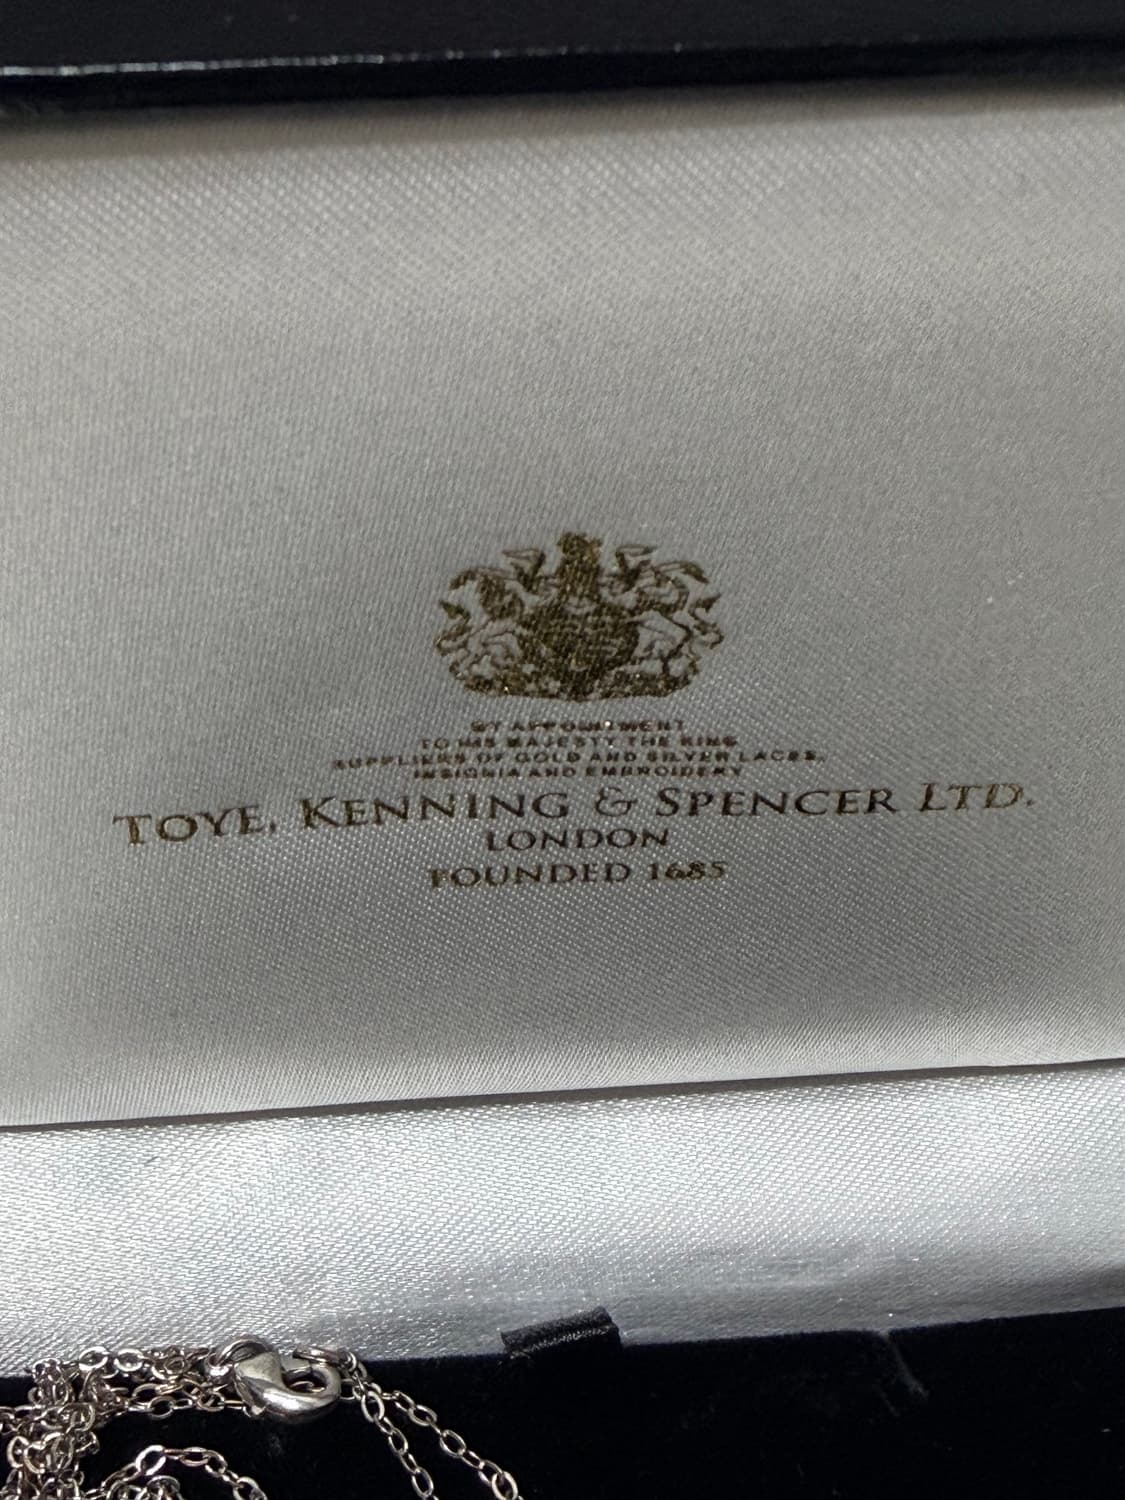 BY APPOINTMENT
TO HIS MAJESTY THE KING
SUPPLIERS OF GOLD AND SILVER LACES,
INSIGNIA AND EMBROIDERY
TOYE, KENNING & SPENCER LTD.
LONDON
FOUNDED 1685